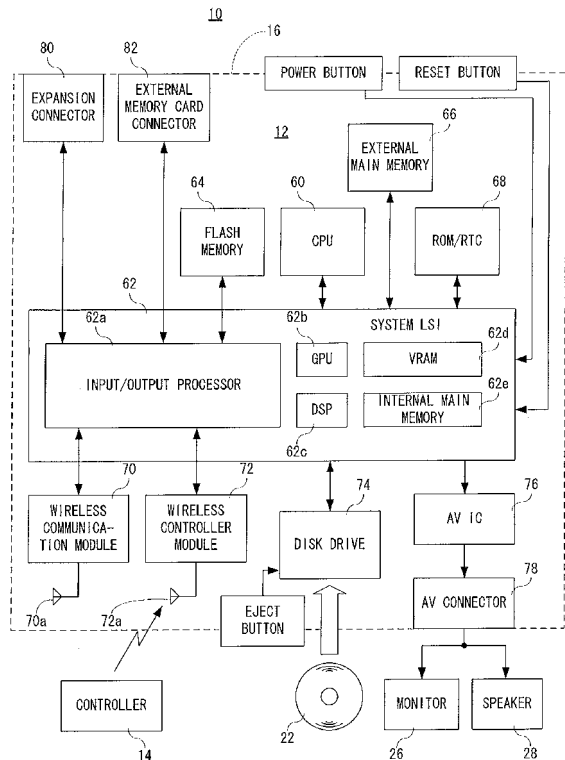 10
80
82
16
POWER BUTTON
RESET BUTTON
EXPANSION
CONNECTOR
EXTERNAL
MEMORY CARD
CONNECTOR
12
66
EXTERNAL
MAIN MEMORY
64
60
68
FLASH
MEMORY
CPU
ROM/RTC
62
SYSTEM LSI
62a
62b
62d
INPUT/OUTPUT PROCESSOR
GPU
VRAM
62e
DSP
INTERNAL MAIN
MEMORY
62c
70
72
74
76
WIRELESS
COMMUNICA-
TION MODULE
WIRELESS
CONTROLLER
MODULE
DISK DRIVE
AV IC
78
70a
72a
EJECT
BUTTON
AV CONNECTOR
CONTROLLER
MONITOR
SPEAKER
14
22
26
28